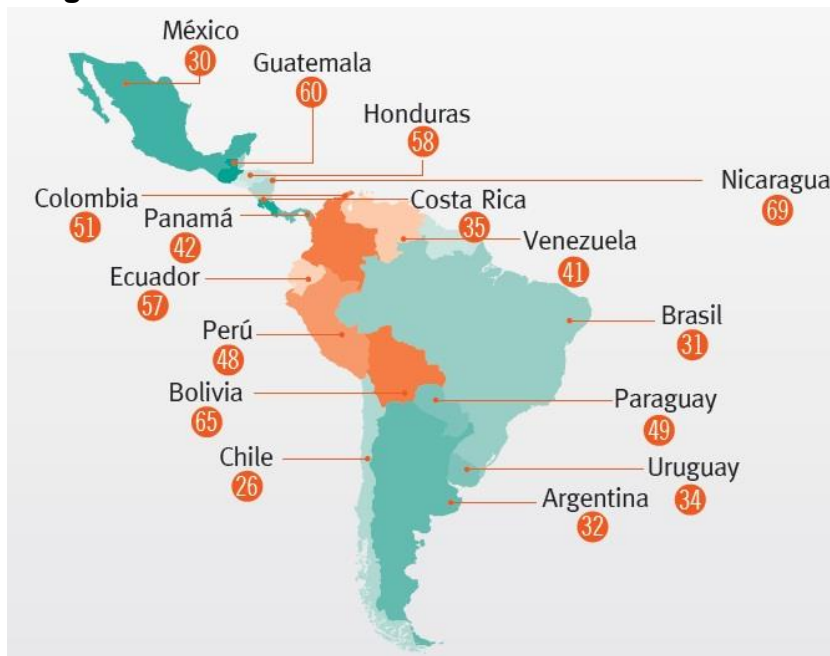 México
30
Guatemala
60
Honduras
58
Nicaragua
69
Colombia
51
Panamá
42
Costa Rica
35
Venezuela
41
Ecuador
57
Brasil
31
Perú
48
Bolivia
65
Paraguay
49
Chile
26
Uruguay
34
Argentina
32